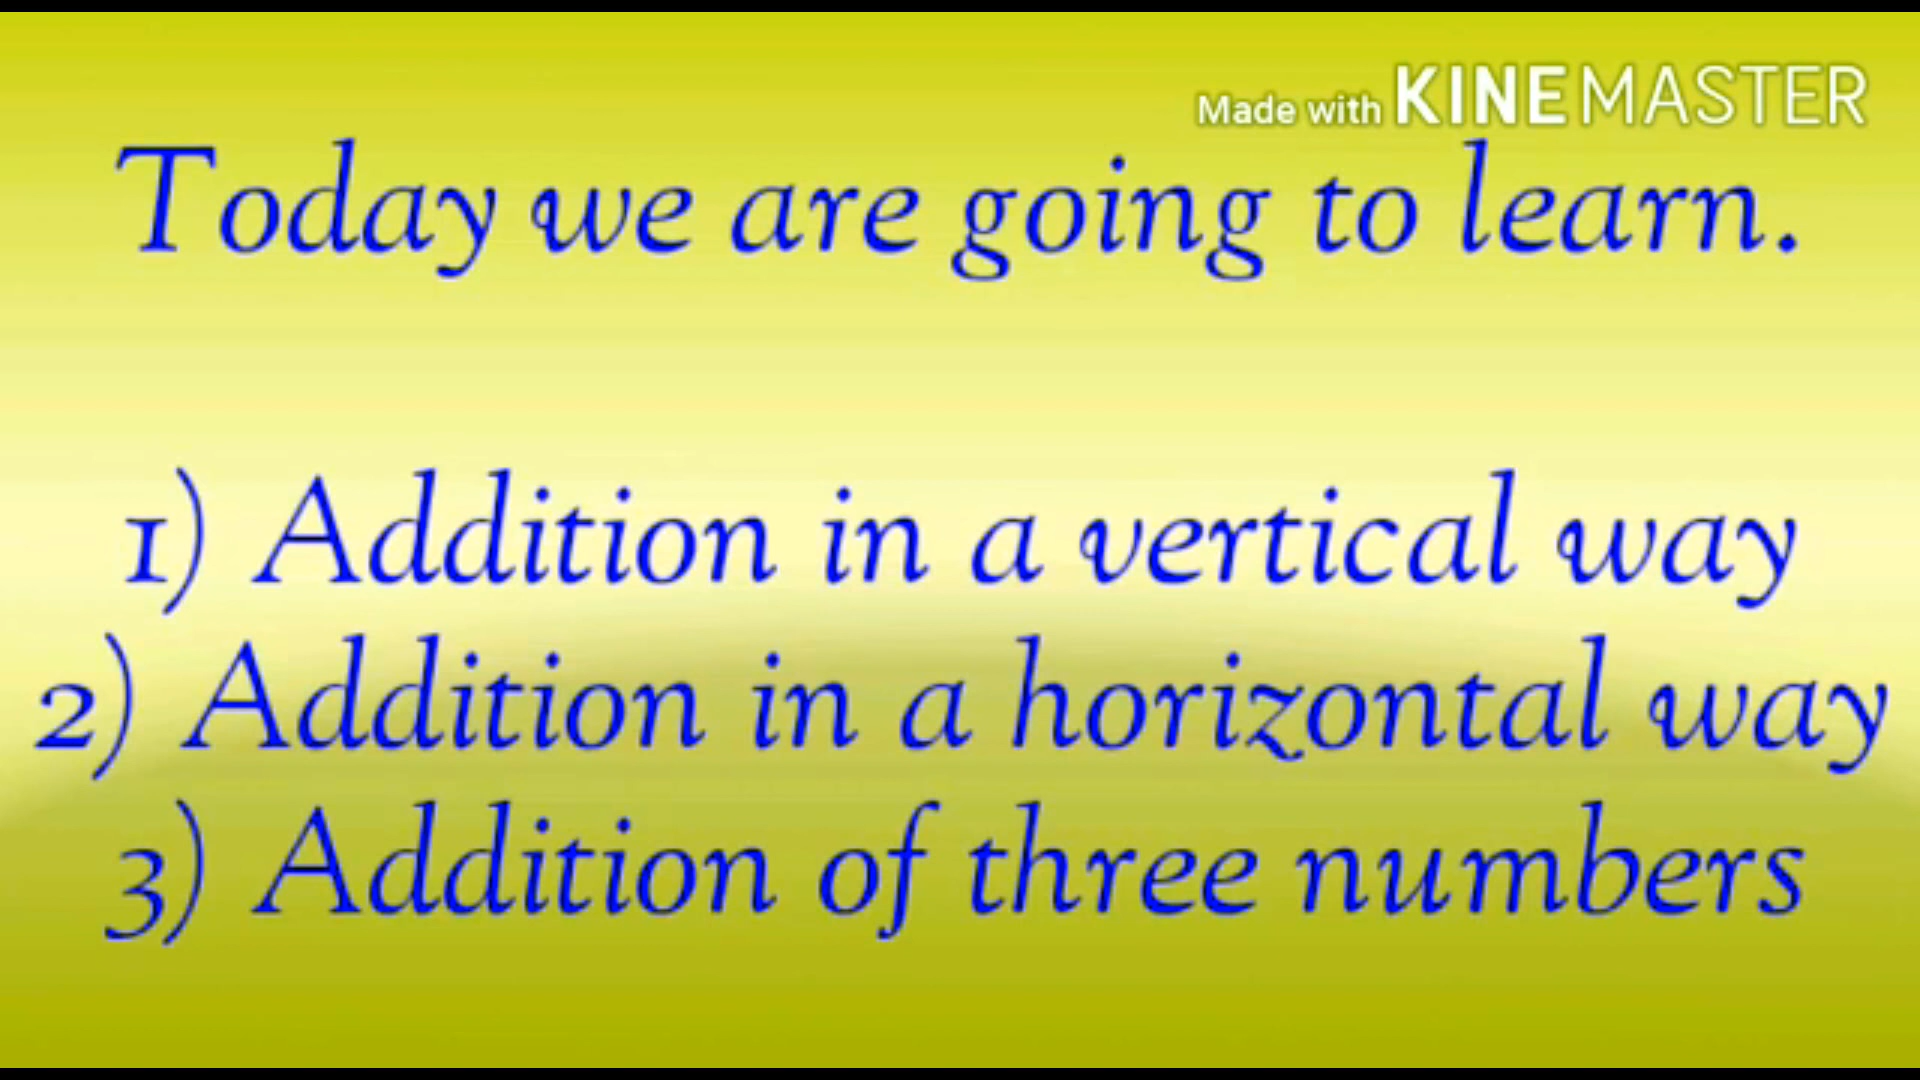 Made with KINEMASTER
Today we are going to learn.
1) Addition in a vertical way
2) Addition in a horizontal way
3) Addition of three numbers